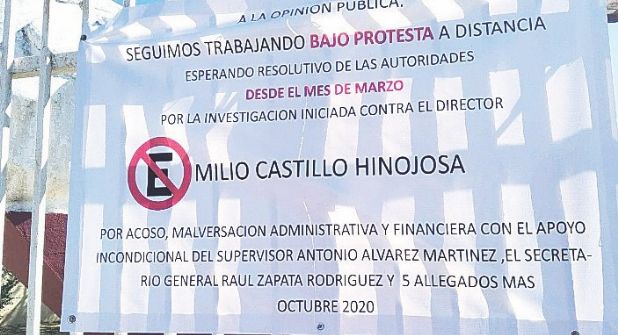 A LA OPINION PUBLICA.
SEGUIMOS TRABAJANDO BAJO PROTESTA A DISTANCIA
ESPERANDO RESOLUTIVO DE LAS AUTORIDADES
DESDE EL MES DE MARZO
POR LA INVESTIGACION INICIADA CONTRA EL DIRECTOR
EMILIO CASTILLO HINOJOSA
POR ACOSO, MALVERSACION ADMINISTRATIVA Y FINANCIERA CON EL APOYO
INCONDICIONAL DEL SUPERVISOR ANTONIO ALVAREZ MARTINEZ ,EL SECRETA-
RIO GENERAL RAUL ZAPATA RODRIGUEZ Y 5 ALLEGADOS MAS
OCTUBRE 2020